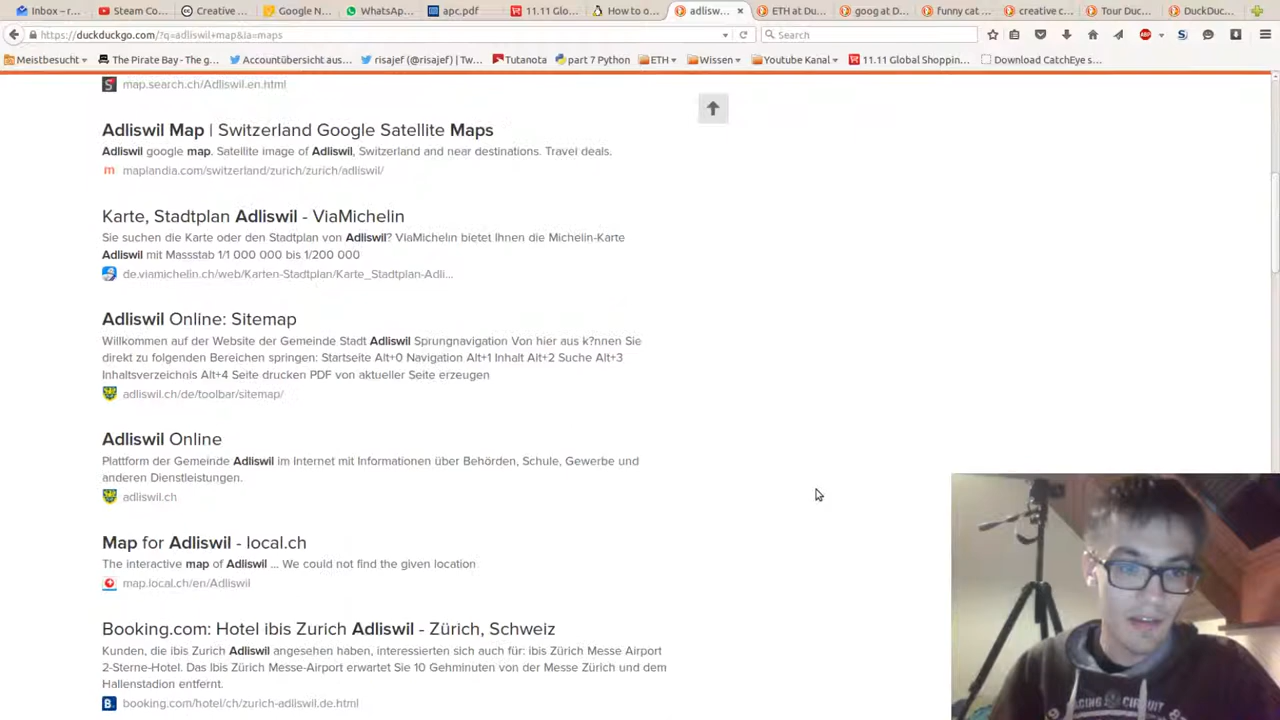 Inbox – r...
Steam Co...
Creative ...
Google N...
WhatsAp...
apc.pdf
11.11 Glo...
How to o...
adlisw...
ETH at Du...
goog at D...
funny cat ...
creative c...
Tour Duc...
DuckDuc...
https://duckduckgo.com/?q=adliswil+map&ia=maps
Search
Meistbesucht
The Pirate Bay - The g...
Accountübersicht aus...
risajef (@risajef) | Tw...
Tutanota
part 7 Python
ETH
Wissen
Youtube Kanal
11.11 Global Shoppin...
Download CatchEye s...
map.search.ch/Adliswil.en.html
Adliswil Map | Switzerland Google Satellite Maps
Adliswil google map. Satellite image of Adliswil, Switzerland and near destinations. Travel deals.
m maplandia.com/switzerland/zurich/zurich/adliswil/
Karte, Stadtplan Adliswil - ViaMichelin
Sie suchen die Karte oder den Stadtplan von Adliswil? ViaMichelin bietet Ihnen die Michelin-Karte
Adliswil mit Massstab 1/1 000 000 bis 1/200 000
de.viamichelin.ch/web/Karten-Stadtplan/Karte_Stadtplan-Adli...
Adliswil Online: Sitemap
Willkommen auf der Website der Gemeinde Stadt Adliswil Sprungnavigation Von hier aus k?nnen Sie
direkt zu folgenden Bereichen springen: Startseite Alt+0 Navigation Alt+1 Inhalt Alt+2 Suche Alt+3
Inhaltsverzeichnis Alt+4 Seite drucken PDF von aktueller Seite erzeugen
adliswil.ch/de/toolbar/sitemap/
Adliswil Online
Plattform der Gemeinde Adliswil im Internet mit Informationen über Behörden, Schule, Gewerbe und
anderen Dienstleistungen.
adliswil.ch
Map for Adliswil - local.ch
The interactive map of Adliswil ... We could not find the given location
map.local.ch/en/Adliswil
Booking.com: Hotel ibis Zurich Adliswil - Zürich, Schweiz
Kunden, die ibis Zurich Adliswil angesehen haben, interessierten sich auch für: ibis Zürich Messe Airport
2-Sterne-Hotel. Das Ibis Zürich Messe-Airport erwartet Sie 10 Gehminuten von der Messe Zürich und dem
Hallenstadion entfernt.
B. booking.com/hotel/ch/zurich-adliswil.de.html